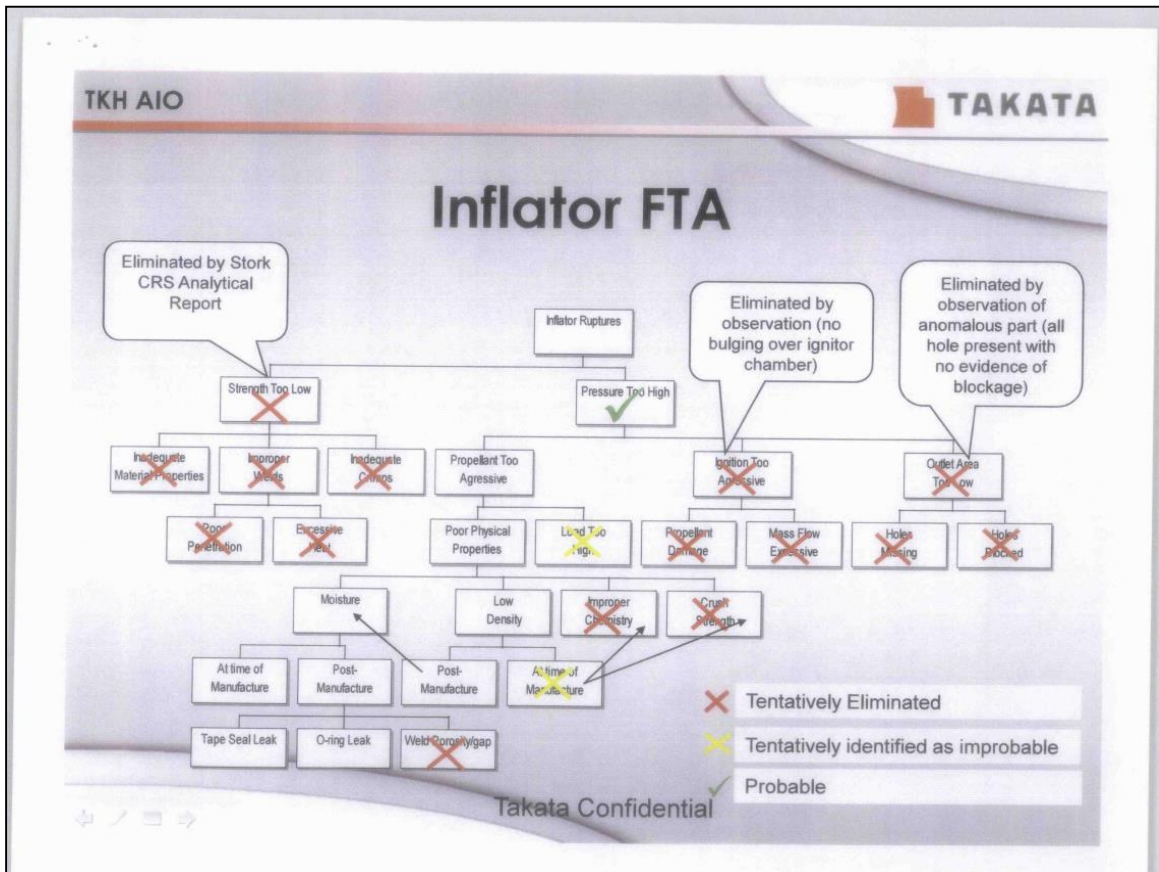 TKH AIO
TAKATA
Inflator FTA
Eliminated by Stork
CRS Analytical
Report
Eliminated by
observation (no
bulging over ignitor
chamber)
Eliminated by
observation of
anomalous part (all
hole present with
no evidence of
blockage)
Inflator Ruptures
Strength Too Low
Pressure Too High
Inadequate
Material Properties
Improper
Welds
Inadequate
Crimps
Propellant Too
Agressive
Ignition Too
Agressive
Outlet Area
Too Low
Poor
Penetration
Excessive
Heat
Poor Physical
Properties
Load Too
High
Propellant
Damage
Mass Flow
Excessive
Holes
Missing
Holes
Blocked
Moisture
Low
Density
Improper
Chemistry
Crush
Strength
At time of
Manufacture
Post-
Manufacture
Post-
Manufacture
At time of
Manufacture
Tape Seal Leak
O-ring Leak
Weld Porosity/gap
Tentatively Eliminated
Tentatively identified as improbable
Probable
Takata Confidential